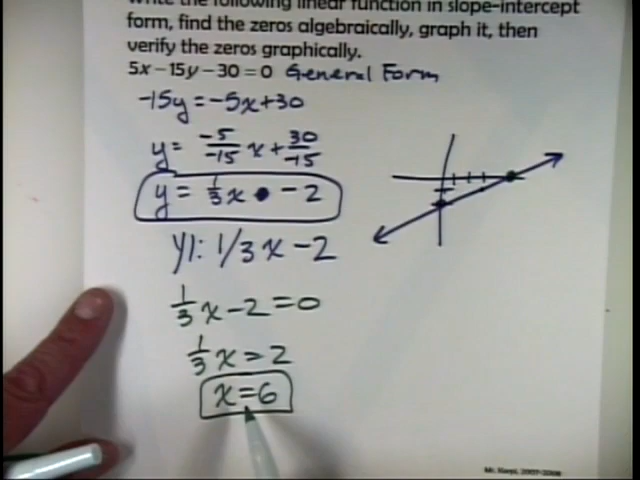 Write the following linear function in slope-intercept
form, find the zeros algebraically, graph it, then
verify the zeros graphically.
5x-15y-30=0 General Form
-15y=-5x+30
y= -5/-15 x+ 30/-15
y= 1/3 x • -2
Y1: 1/3 x -2
1/3 x-2=0
1/3 x=2
x=6